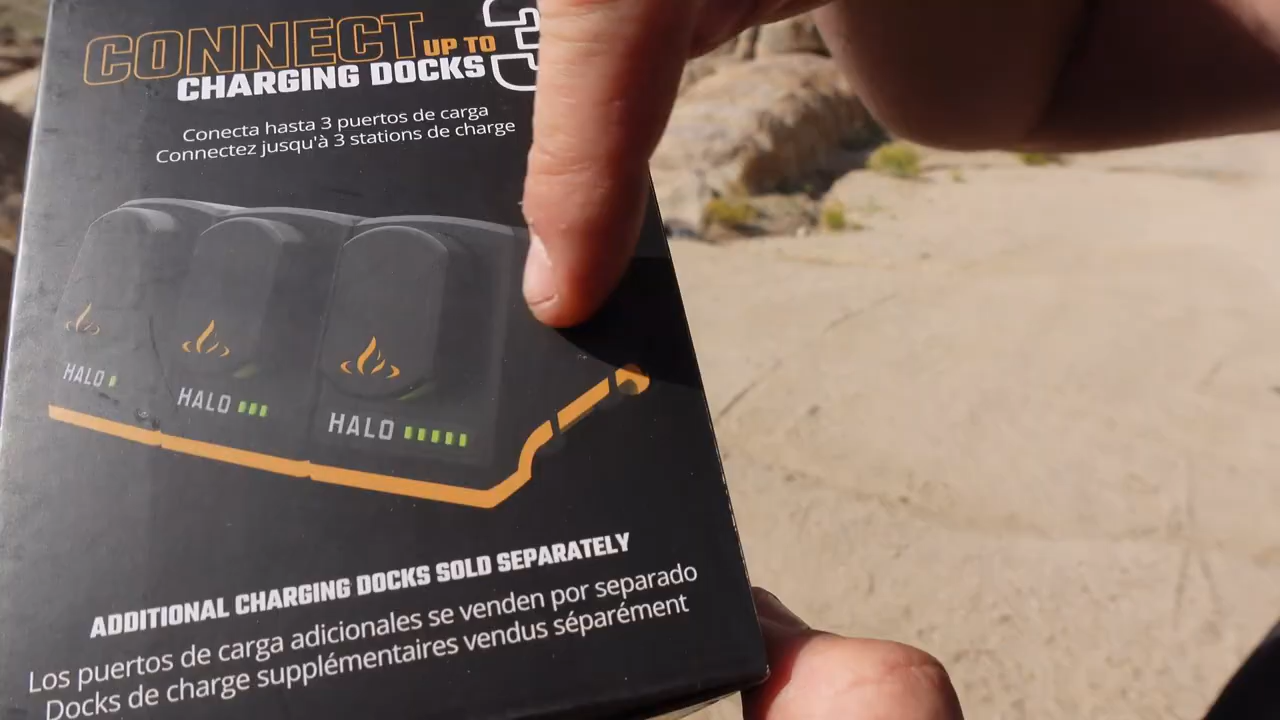 CONNECT UP TO 3
CHARGING DOCKS
Conecta hasta 3 puertos de carga
Connectez jusqu'à 3 stations de charge
HALO
HALO
HALO
ADDITIONAL CHARGING DOCKS SOLD SEPARATELY
Los puertos de carga adicionales se venden por separado
Docks de charge supplémentaires vendus séparément